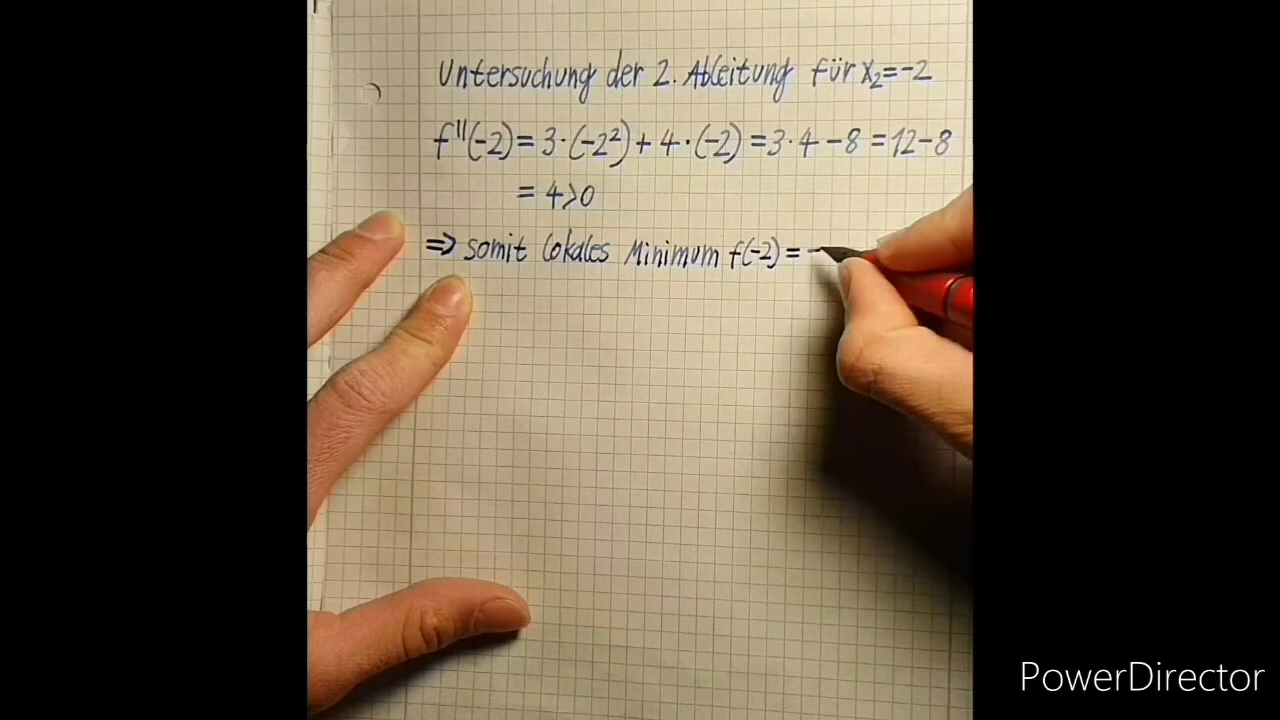 Untersuchung der 2. Ableitung für x₂=-2
f''(-2) = 3·(-2²) + 4·(-2) = 3·4 - 8 = 12-8
= 4>0
=> somit lokales Minimum f(-2) = -
PowerDirector